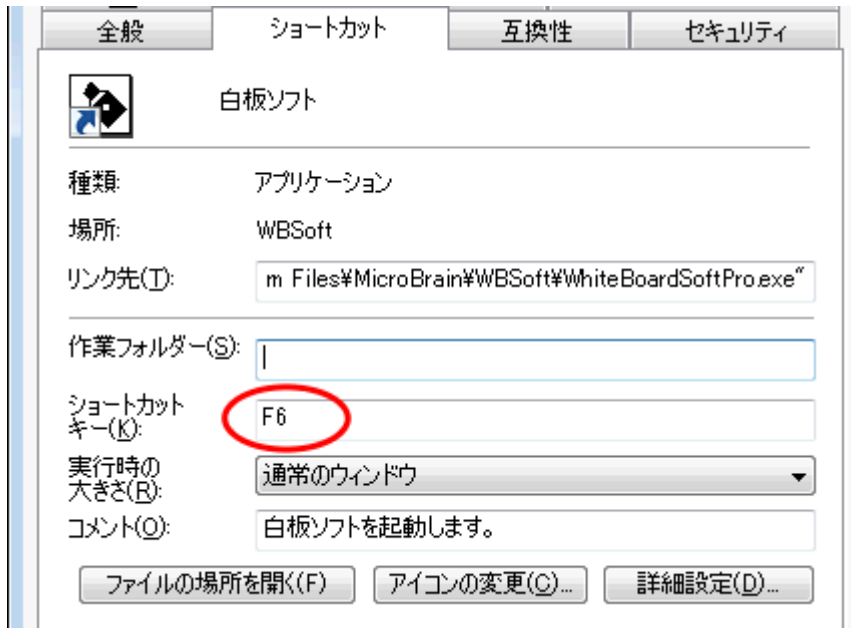 全般 ショートカット 互換性 セキュリティ
白板ソフト
種類: アプリケーション
場所: WBSoft
リンク先(T): m Files¥MicroBrain¥WBSoft¥WhiteBoardSoftPro.exe"
作業フォルダー(S):
ショートカット
キー(K): F6
実行時の
大きさ(R): 通常のウィンドウ
コメント(O): 白板ソフトを起動します。
ファイルの場所を開く(F) アイコンの変更(C)... 詳細設定(D)...